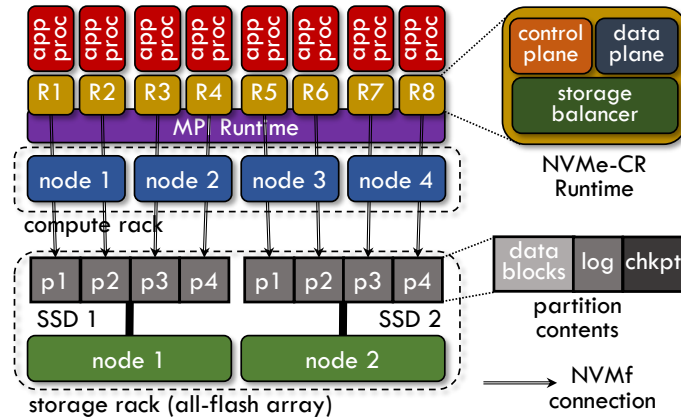 app proc app proc app proc app proc app proc app proc app proc app proc
R1 R2 R3 R4 R5 R6 R7 R8
MPI Runtime
control plane
data plane
storage balancer
NVMe-CR
Runtime
node 1 node 2 node 3 node 4
compute rack
p1 p2 p3 p4 p1 p2 p3 p4
data blocks log chkpt
partition
contents
SSD 1 SSD 2
node 1 node 2
storage rack (all-flash array)
NVMf
connection